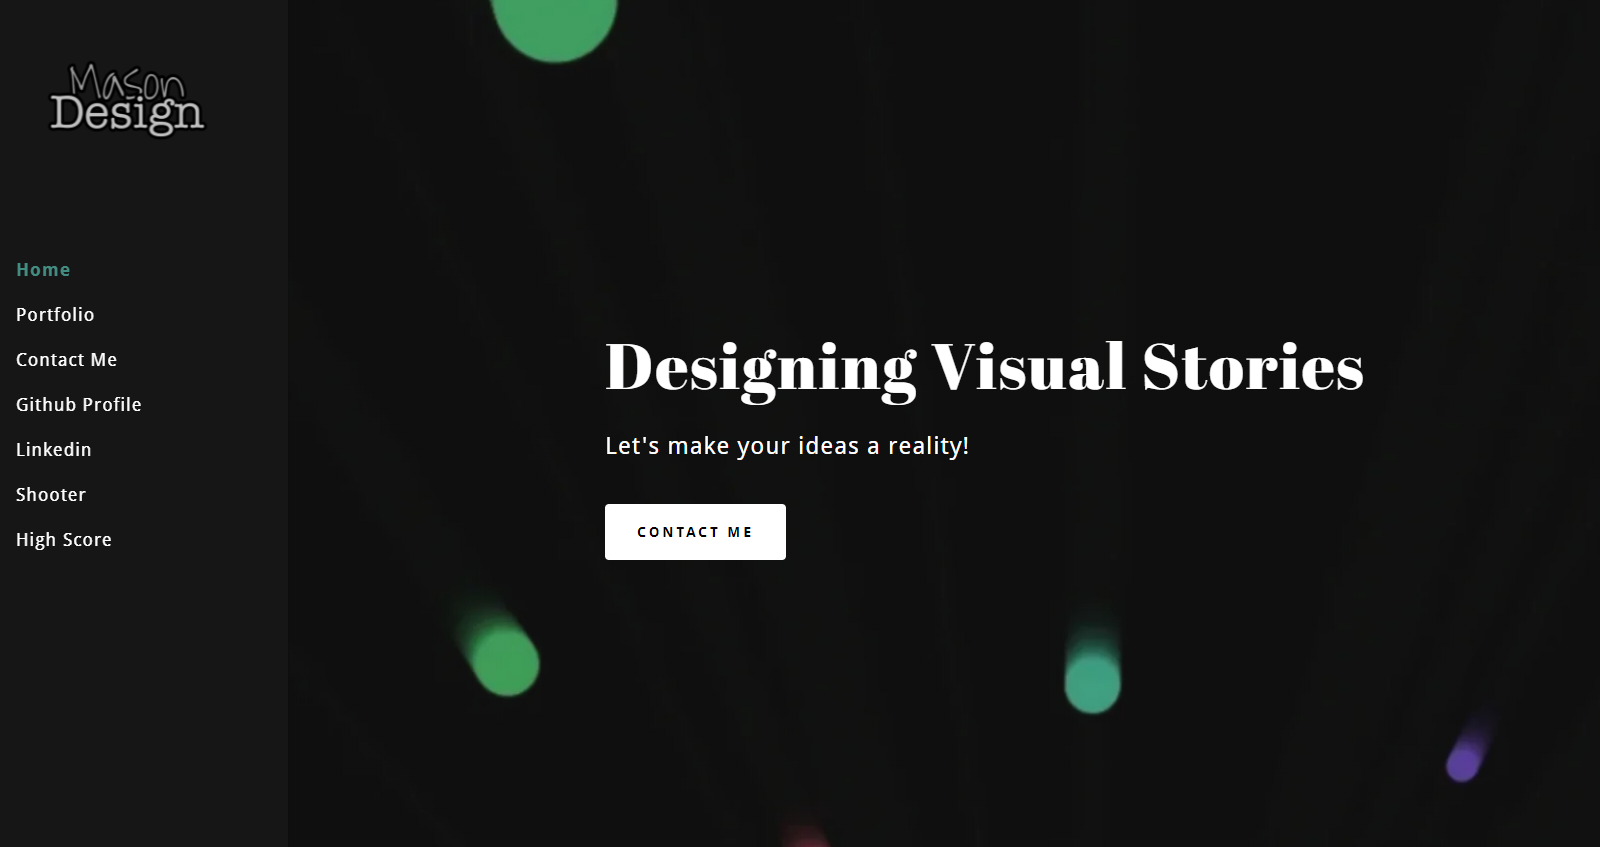 Mason
Design
Home
Portfolio
Contact Me
Github Profile
Linkedin
Shooter
High Score
Designing Visual Stories
Let's make your ideas a reality!
CONTACT ME